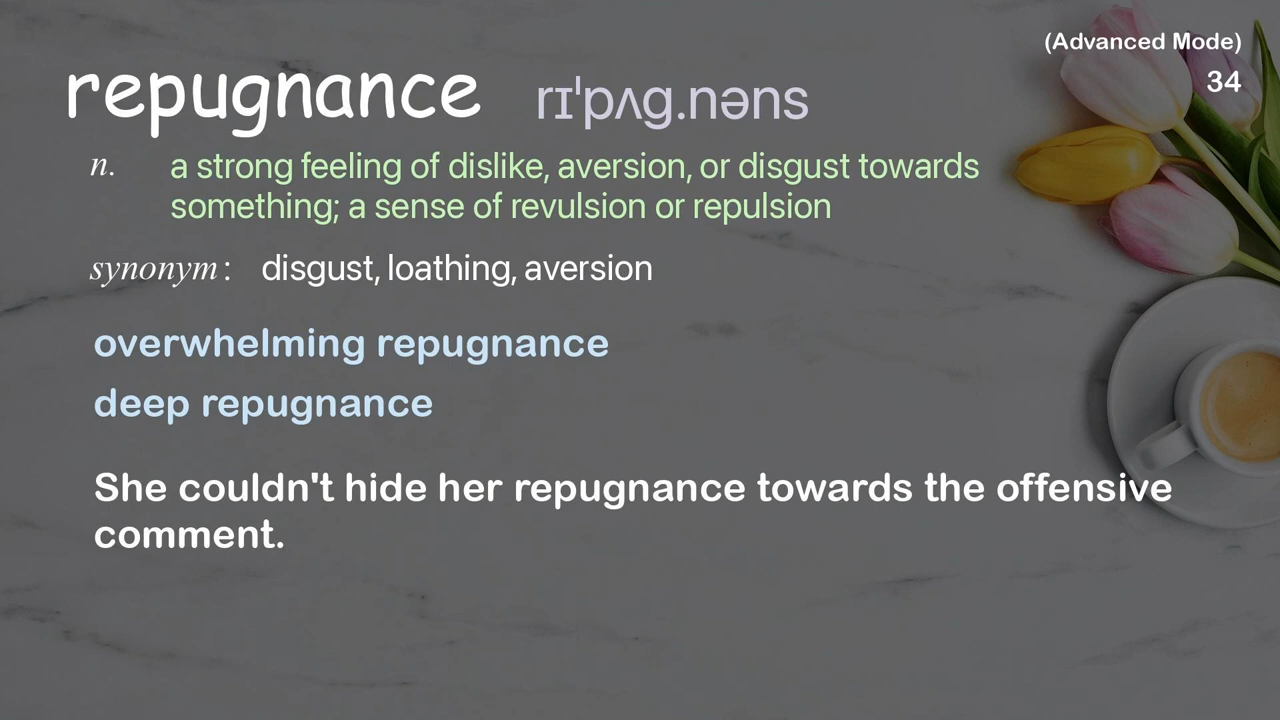 (Advanced Mode)
repugnance rɪˈpʌg.nəns
34
n. a strong feeling of dislike, aversion, or disgust towards
something; a sense of revulsion or repulsion
synonym: disgust, loathing, aversion
overwhelming repugnance
deep repugnance
She couldn't hide her repugnance towards the offensive
comment.